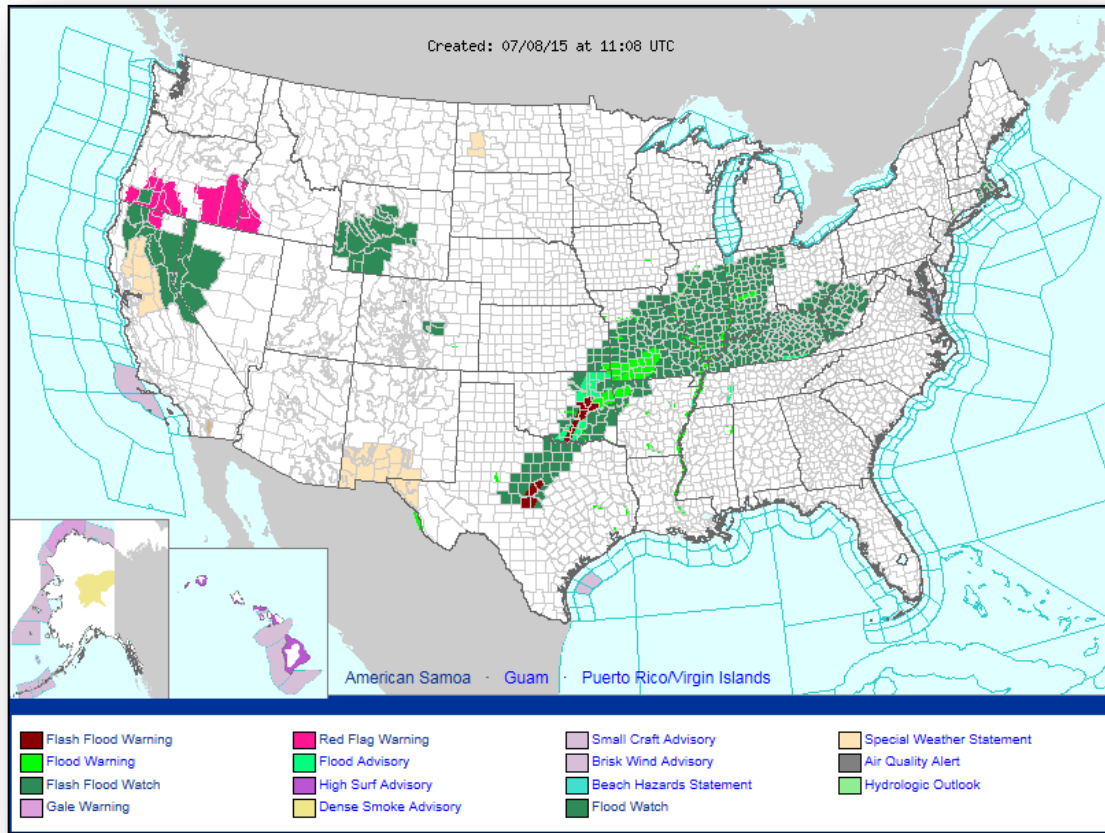 Created: 07/08/15 at 11:08 UTC
American Samoa · Guam · Puerto Rico/Virgin Islands
Flash Flood Warning
Flood Warning
Flash Flood Watch
Gale Warning
Red Flag Warning
Flood Advisory
High Surf Advisory
Dense Smoke Advisory
Small Craft Advisory
Brisk Wind Advisory
Beach Hazards Statement
Flood Watch
Special Weather Statement
Air Quality Alert
Hydrologic Outlook